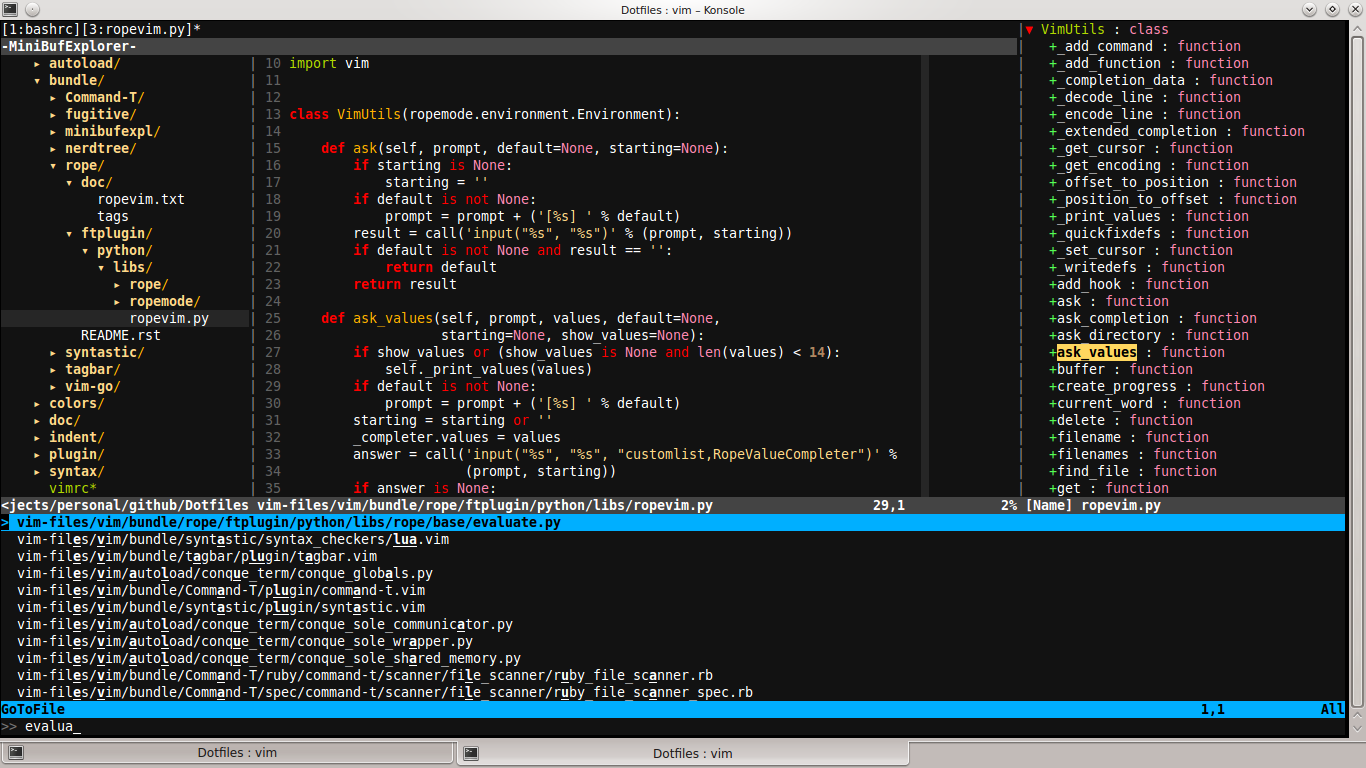 Dotfiles : vim – Konsole
[1:bashrc][3:ropevim.py]*
-MiniBufExplorer-
▸ autoload/
▾ bundle/
▸ Command-T/
▸ fugitive/
▸ minibufexpl/
▸ nerdtree/
▾ rope/
▾ doc/
ropevim.txt
tags
▾ ftplugin/
▾ python/
▾ libs/
▸ rope/
▸ ropemode/
ropevim.py
README.rst
▸ syntastic/
▸ tagbar/
▸ vim-go/
▸ colors/
▸ doc/
▸ indent/
▸ plugin/
▸ syntax/
vimrc*
10 import vim
11
12
13 class VimUtils(ropemode.environment.Environment):
14
15     def ask(self, prompt, default=None, starting=None):
16         if starting is None:
17             starting = ''
18         if default is not None:
19             prompt = prompt + ('[%s] ' % default)
20         result = call('input("%s", "%s")' % (prompt, starting))
21         if default is not None and result == '':
22             return default
23         return result
24
25     def ask_values(self, prompt, values, default=None,
26                    starting=None, show_values=None):
27         if show_values or (show_values is None and len(values) < 14):
28             self._print_values(values)
29         if default is not None:
30             prompt = prompt + ('[%s] ' % default)
31         starting = starting or ''
32         _completer.values = values
33         answer = call('input("%s", "%s", "customlist,RopeValueCompleter")' %
34                       (prompt, starting))
35         if answer is None:
▼ VimUtils : class
+_add_command : function
+_add_function : function
+_completion_data : function
+_decode_line : function
+_encode_line : function
+_extended_completion : function
+_get_cursor : function
+_get_encoding : function
+_offset_to_position : function
+_position_to_offset : function
+_print_values : function
+_quickfixdefs : function
+_set_cursor : function
+_writedefs : function
+add_hook : function
+ask : function
+ask_completion : function
+ask_directory : function
+ask_values : function
+buffer : function
+create_progress : function
+current_word : function
+delete : function
+filename : function
+filenames : function
+find_file : function
+get : function
<jects/personal/github/Dotfiles vim-files/vim/bundle/rope/ftplugin/python/libs/ropevim.py 29,1 2% [Name] ropevim.py
> vim-files/vim/bundle/rope/ftplugin/python/libs/rope/base/evaluate.py
vim-files/vim/bundle/syntastic/syntax_checkers/lua.vim
vim-files/vim/bundle/tagbar/plugin/tagbar.vim
vim-files/vim/autoload/conque_term/conque_globals.py
vim-files/vim/bundle/Command-T/plugin/command-t.vim
vim-files/vim/bundle/syntastic/plugin/syntastic.vim
vim-files/vim/autoload/conque_term/conque_sole_communicator.py
vim-files/vim/autoload/conque_term/conque_sole_wrapper.py
vim-files/vim/autoload/conque_term/conque_sole_shared_memory.py
vim-files/vim/bundle/Command-T/ruby/command-t/scanner/file_scanner/ruby_file_scanner.rb
vim-files/vim/bundle/Command-T/spec/command-t/scanner/file_scanner/ruby_file_scanner_spec.rb
GoToFile 1,1 All
>> evalua_
Dotfiles : vim
Dotfiles : vim